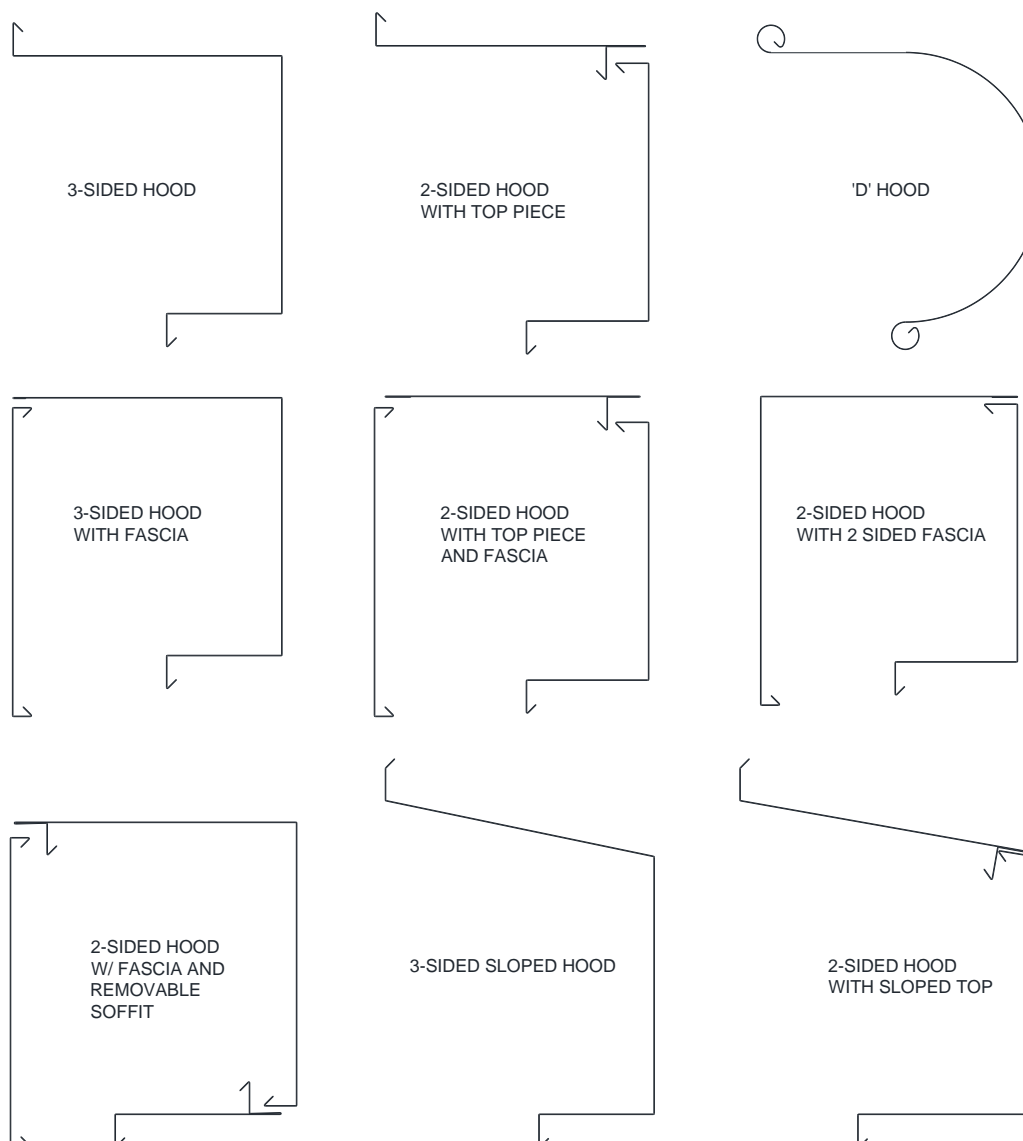 3-SIDED HOOD
2-SIDED HOOD
WITH TOP PIECE
'D' HOOD
3-SIDED HOOD
WITH FASCIA
2-SIDED HOOD
WITH TOP PIECE
AND FASCIA
2-SIDED HOOD
WITH 2 SIDED FASCIA
2-SIDED HOOD
W/ FASCIA AND
REMOVABLE
SOFFIT
3-SIDED SLOPED HOOD
2-SIDED HOOD
WITH SLOPED TOP